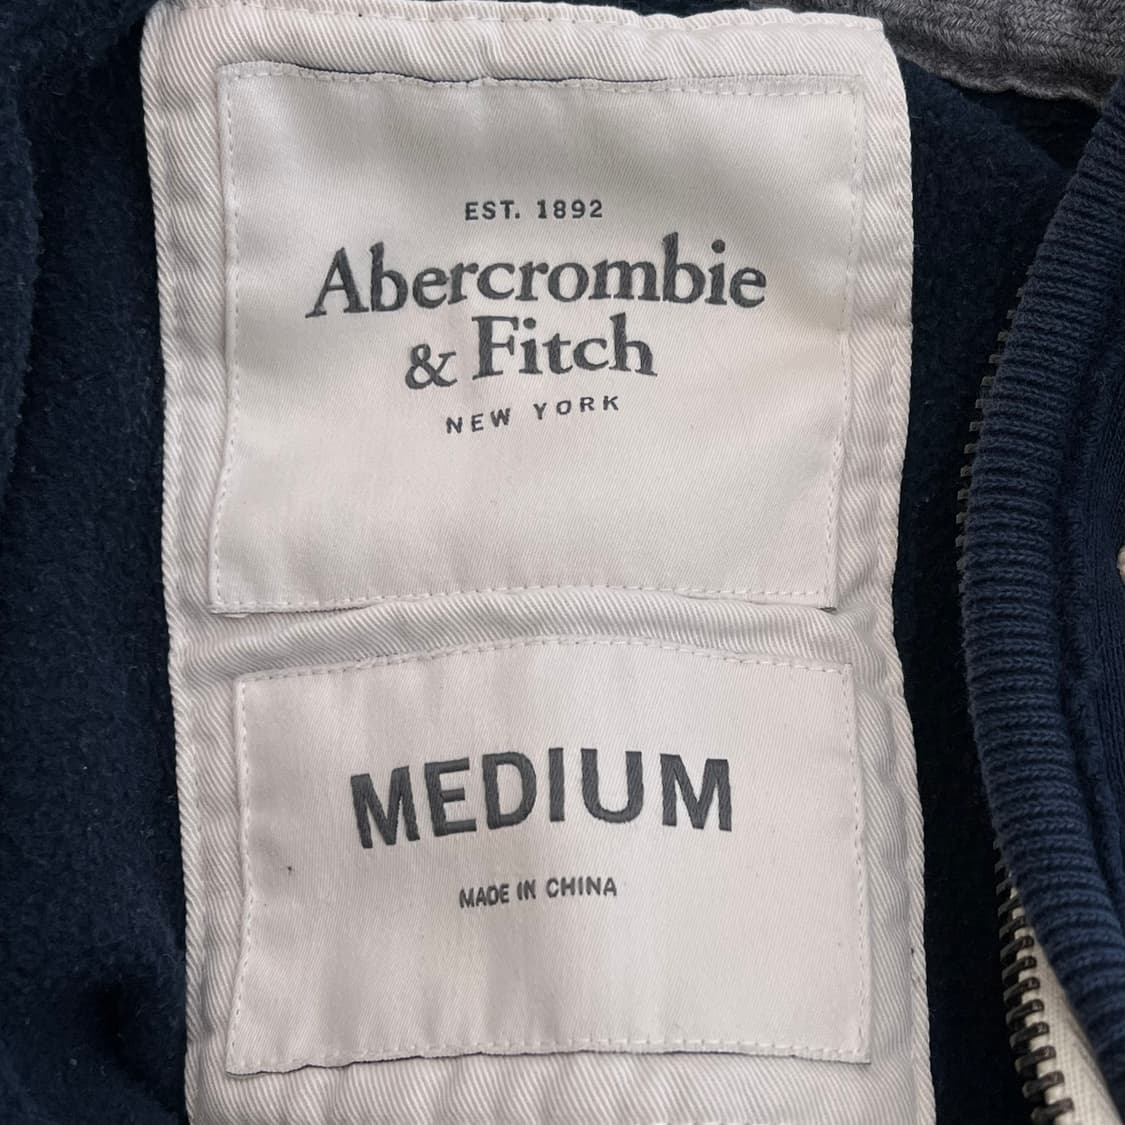 EST. 1892
Abercrombie
& Fitch
NEW YORK
MEDIUM
MADE IN CHINA